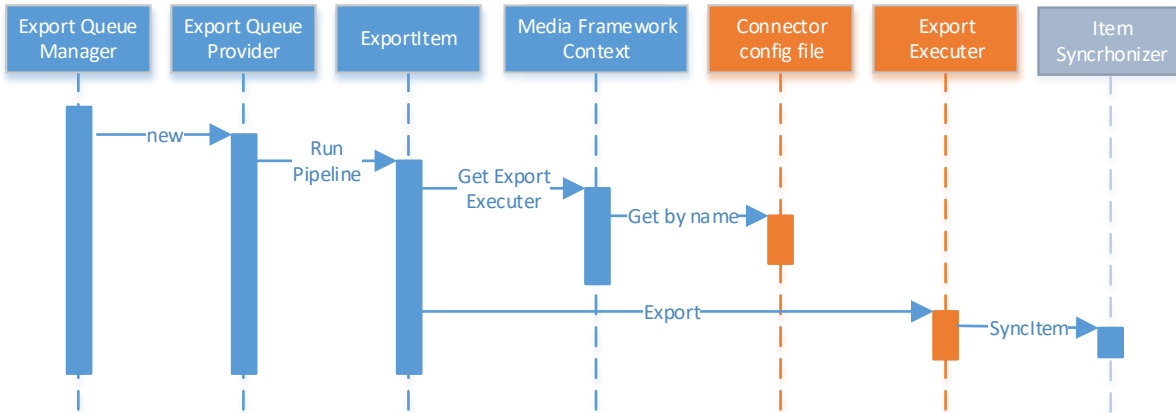 Export Queue
Manager
Export Queue
Provider
ExportItem
Media Framework
Context
Connector
config file
Export
Executer
Item
Syncrhonizer
new
Run
Pipeline
Get Export
Executer
Get by name
Export
SyncItem